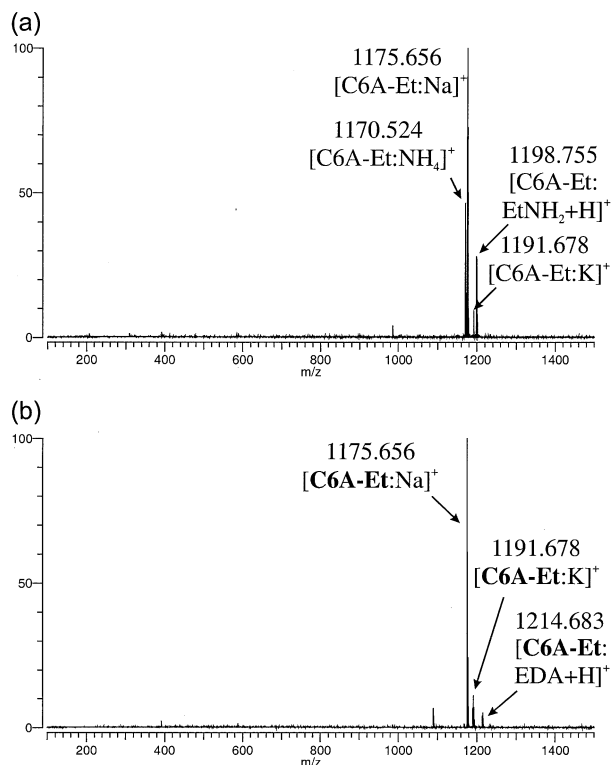 (a)
1175.656
[C6A-Et:Na]⁺
1170.524
[C6A-Et:NH₄]⁺
1198.755
[C6A-Et:
EtNH₂+H]⁺
1191.678
[C6A-Et:K]⁺
100
50
0
200 400 600 800 1000 1200 1400
m/z
(b)
1175.656
[C6A-Et:Na]⁺
1191.678
[C6A-Et:K]⁺
1214.683
[C6A-Et:
EDA+H]⁺
100
50
0
200 400 600 800 1000 1200 1400
m/z